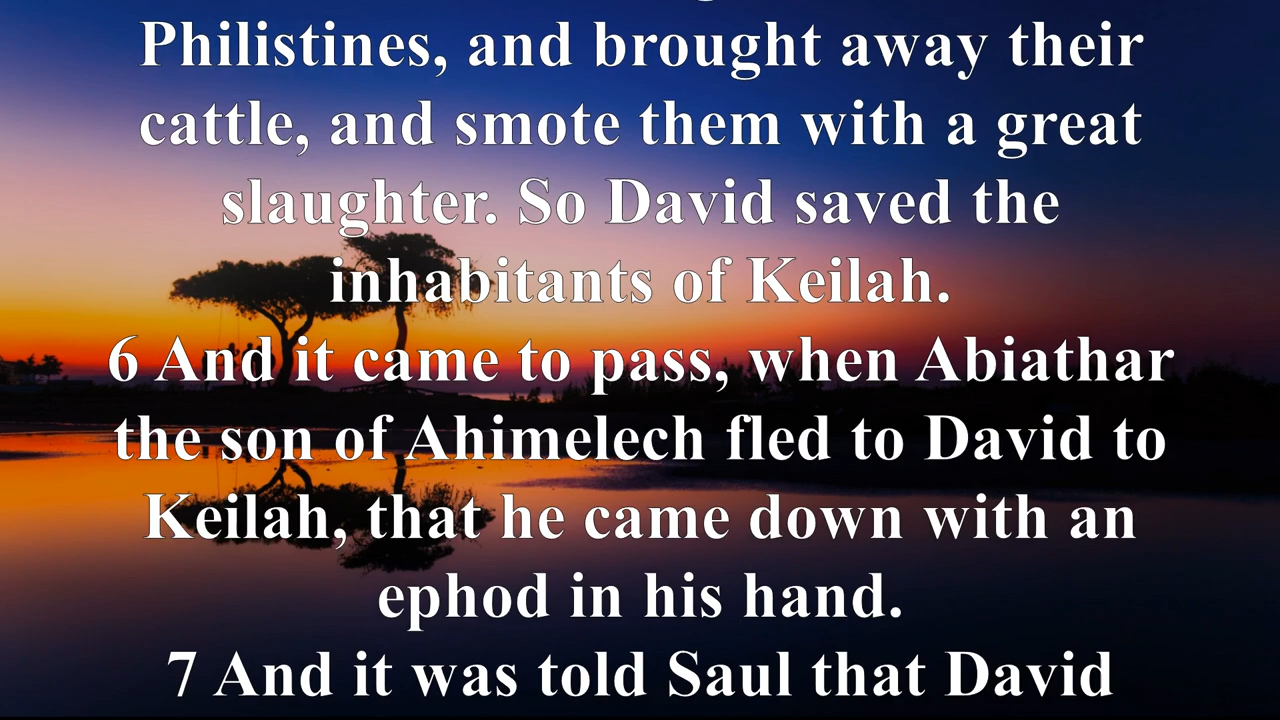 Philistines, and brought away their
cattle, and smote them with a great
slaughter. So David saved the
inhabitants of Keilah.
6 And it came to pass, when Abiathar
the son of Ahimelech fled to David to
Keilah, that he came down with an
ephod in his hand.
7 And it was told Saul that David